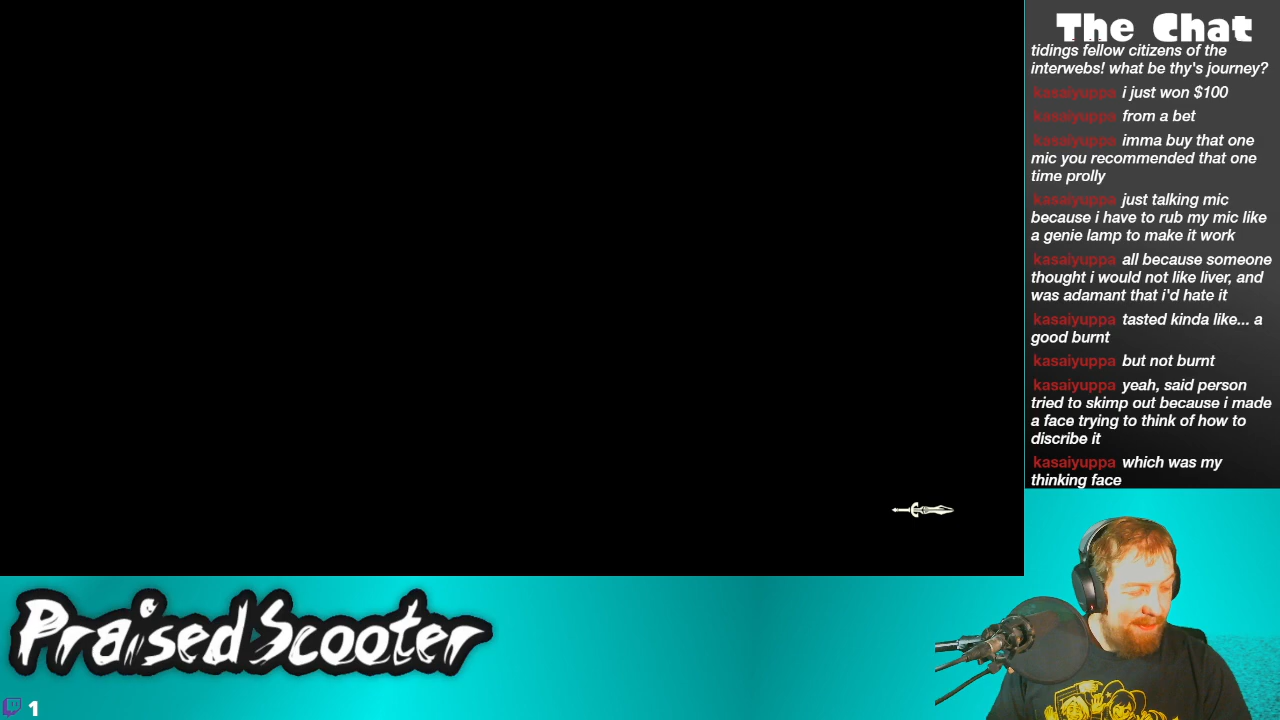 The Chat
tidings fellow citizens of the
interwebs! what be thy's journey?
kasaiyuppa i just won $100
kasaiyuppa from a bet
kasaiyuppa imma buy that one
mic you recommended that one
time prolly
kasaiyuppa just talking mic
because i have to rub my mic like
a genie lamp to make it work
kasaiyuppa all because someone
thought i would not like liver, and
was adamant that i'd hate it
kasaiyuppa tasted kinda like... a
good burnt
kasaiyuppa but not burnt
kasaiyuppa yeah, said person
tried to skimp out because i made
a face trying to think of how to
discribe it
kasaiyuppa which was my
thinking face
PraisedScooter
1